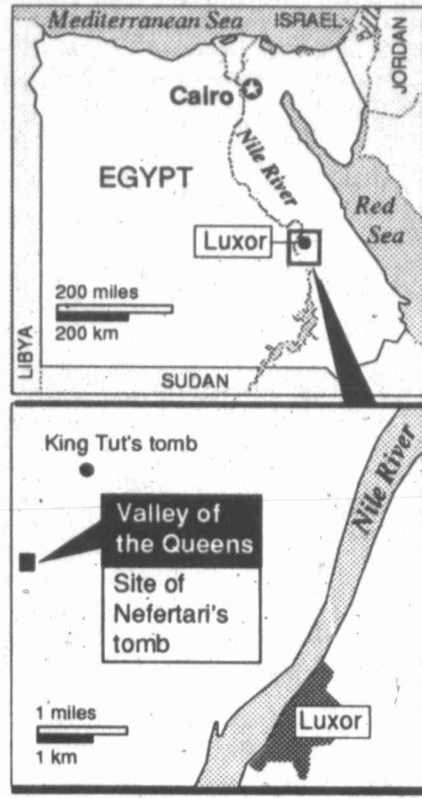 Mediterranean Sea
ISRAEL
JORDAN
Cairo
Nile River
EGYPT
Red
Sea
Luxor
200 miles
200 km
LIBYA
SUDAN
King Tut's tomb
Nile River
Valley of
the Queens
Site of
Nefertari's
tomb
1 miles
1 km
Luxor